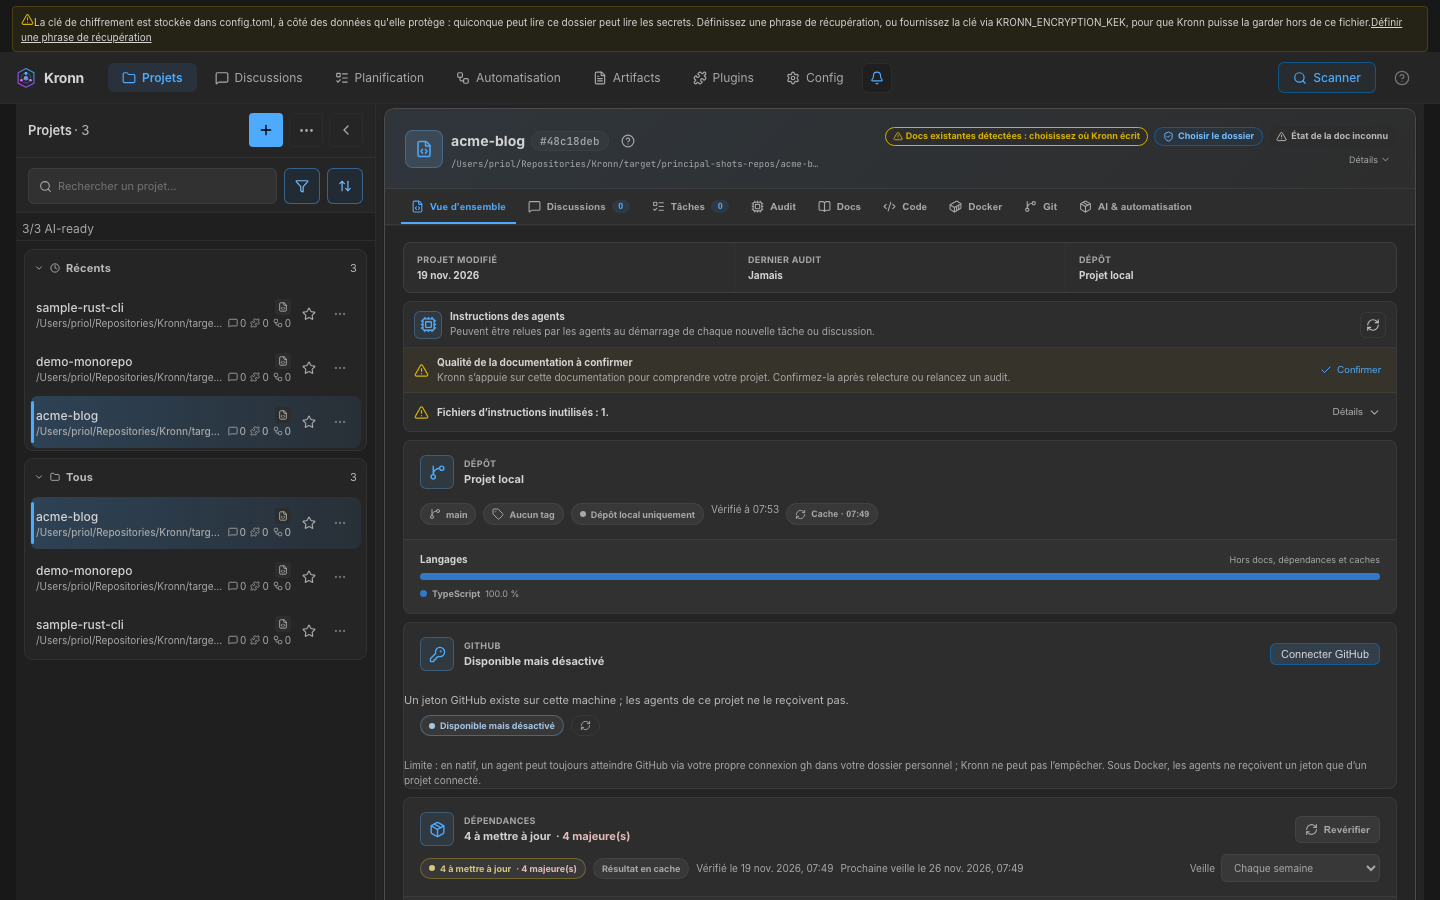 La clé de chiffrement est stockée dans config.toml, à côté des données qu'elle protège : quiconque peut lire ce dossier peut lire les secrets. Définissez une phrase de récupération, ou fournissez la clé via KRONN_ENCRYPTION_KEK, pour que Kronn puisse la garder hors de ce fichier.Définir
une phrase de récupération
Kronn Projets Discussions Planification Automatisation Artifacts Plugins Config Scanner
Projets · 3
Rechercher un projet...
3/3 AI-ready
Récents 3
sample-rust-cli
/Users/priol/Repositories/Kronn/targe... 0 0 0
demo-monorepo
/Users/priol/Repositories/Kronn/targe... 0 0 0
acme-blog
/Users/priol/Repositories/Kronn/targ... 0 0 0
Tous 3
acme-blog
/Users/priol/Repositories/Kronn/targ... 0 0 0
demo-monorepo
/Users/priol/Repositories/Kronn/targe... 0 0 0
sample-rust-cli
/Users/priol/Repositories/Kronn/targe... 0 0 0
acme-blog #48c18deb
/Users/priol/Repositories/Kronn/target/principal-shots-repos/acme-b…
Docs existantes détectées : choisissez où Kronn écrit Choisir le dossier État de la doc inconnu
Détails
Vue d'ensemble Discussions 0 Tâches 0 Audit Docs Code Docker Git AI & automatisation
PROJET MODIFIÉ
19 nov. 2026
DERNIER AUDIT
Jamais
DÉPÔT
Projet local
Instructions des agents
Peuvent être relues par les agents au démarrage de chaque nouvelle tâche ou discussion.
Qualité de la documentation à confirmer
Kronn s’appuie sur cette documentation pour comprendre votre projet. Confirmez-la après relecture ou relancez un audit.
Confirmer
Fichiers d’instructions inutilisés : 1.
Détails
DÉPÔT
Projet local
main Aucun tag Dépôt local uniquement Vérifié à 07:53 Cache · 07:49
Langages Hors docs, dépendances et caches
TypeScript 100.0 %
GITHUB
Disponible mais désactivé
Connecter GitHub
Un jeton GitHub existe sur cette machine ; les agents de ce projet ne le reçoivent pas.
Disponible mais désactivé
Limite : en natif, un agent peut toujours atteindre GitHub via votre propre connexion gh dans votre dossier personnel ; Kronn ne peut pas l’empêcher. Sous Docker, les agents ne reçoivent un jeton que d’un
projet connecté.
DÉPENDANCES
4 à mettre à jour · 4 majeure(s)
Revérifier
4 à mettre à jour · 4 majeure(s) Résultat en cache Vérifié le 19 nov. 2026, 07:49 Prochaine veille le 26 nov. 2026, 07:49 Veille Chaque semaine